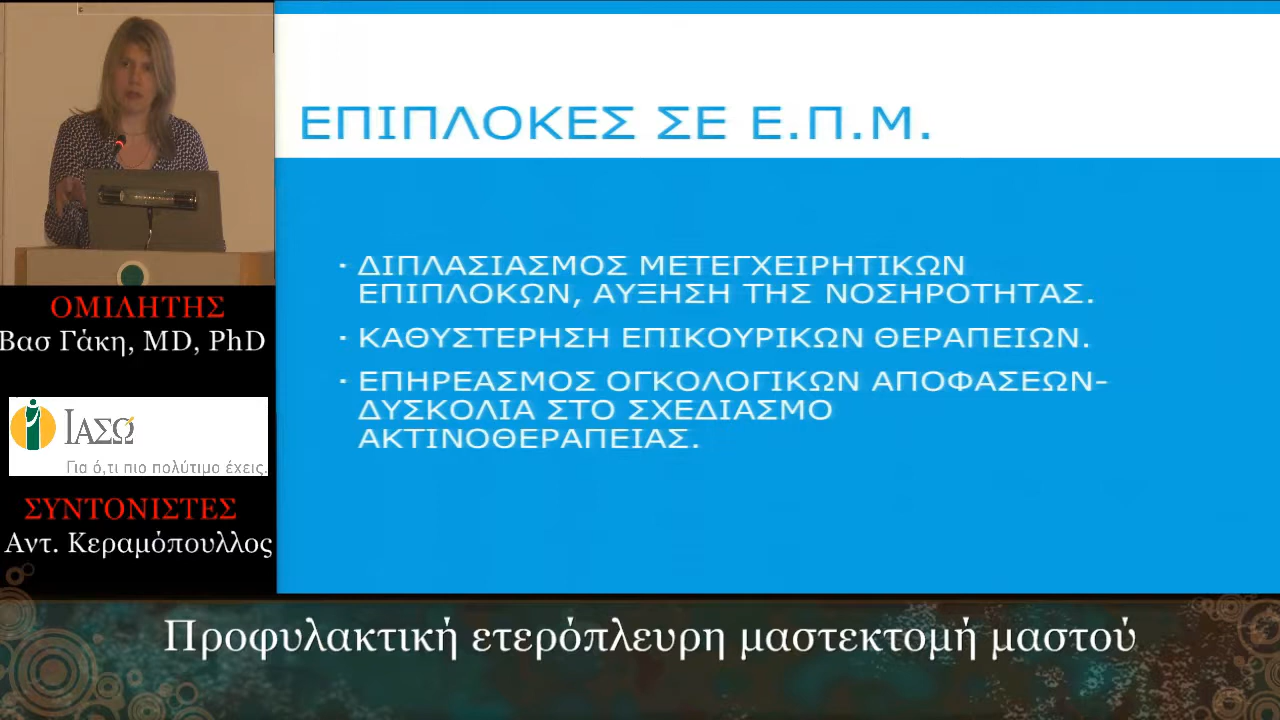 ΕΠΙΠΛΟΚΕΣ ΣΕ Ε.Π.Μ.
· ΔΙΠΛΑΣΙΑΣΜΟΣ ΜΕΤΕΓΧΕΙΡΗΤΙΚΩΝ
ΕΠΙΠΛΟΚΩΝ, ΑΥΞΗΣΗ ΤΗΣ ΝΟΣΗΡΟΤΗΤΑΣ.
· ΚΑΘΥΣΤΕΡΗΣΗ ΕΠΙΚΟΥΡΙΚΩΝ ΘΕΡΑΠΕΙΩΝ.
· ΕΠΗΡΕΑΣΜΟΣ ΟΓΚΟΛΟΓΙΚΩΝ ΑΠΟΦΑΣΕΩΝ-
ΔΥΣΚΟΛΙΑ ΣΤΟ ΣΧΕΔΙΑΣΜΟ
ΑΚΤΙΝΟΘΕΡΑΠΕΙΑΣ.
ΟΜΙΛΗΤΗΣ
Βασ Γάκη, MD, PhD
ΙΑΣΩ
Για ό,τι πιο πολύτιμο έχεις.
ΣΥΝΤΟΝΙΣΤΕΣ
Αντ. Κεραμόπουλλος
Προφυλακτική ετερόπλευρη μαστεκτομή μαστού